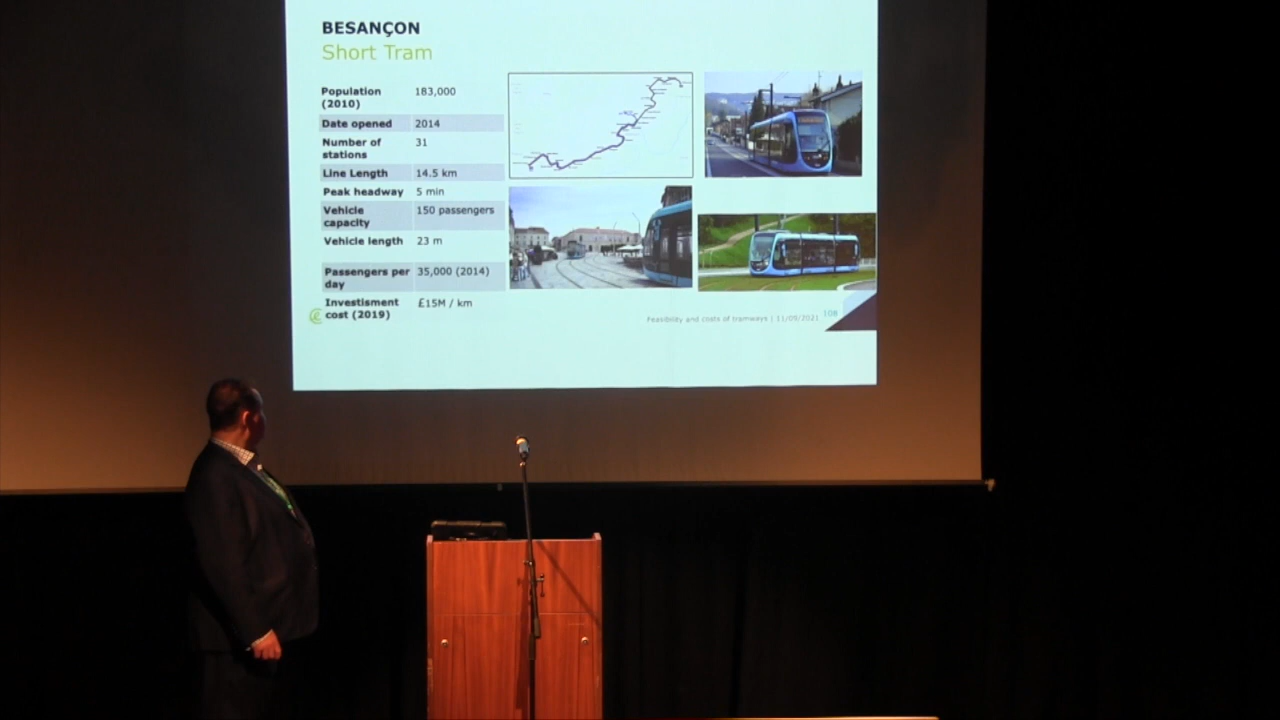 BESANÇON
Short Tram
Population (2010) 183,000
Date opened 2014
Number of stations 31
Line Length 14.5 km
Peak headway 5 min
Vehicle capacity 150 passengers
Vehicle length 23 m
Passengers per day 35,000 (2014)
Investisment cost (2019) £15M / km
Feasibility and costs of tramways | 11/09/2021 108